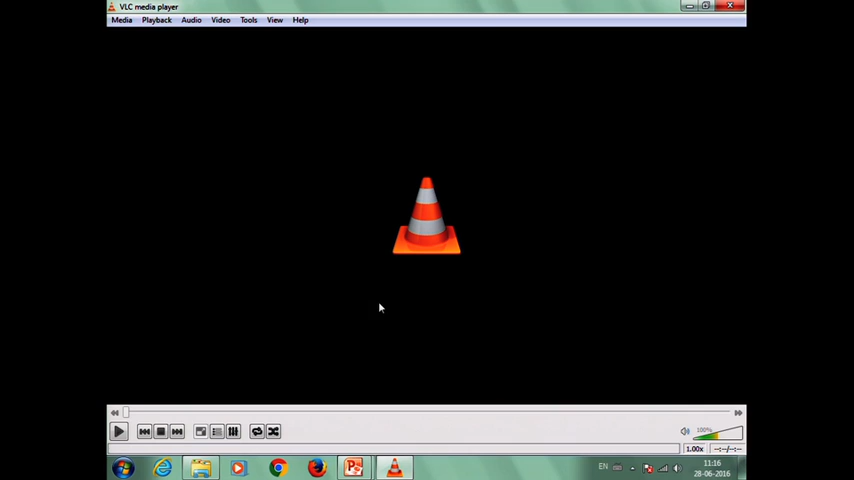 VLC media player
Media Playback Audio Video Tools View Help
100%
1.00x --:--/--:--
EN 11:16
28-06-2016